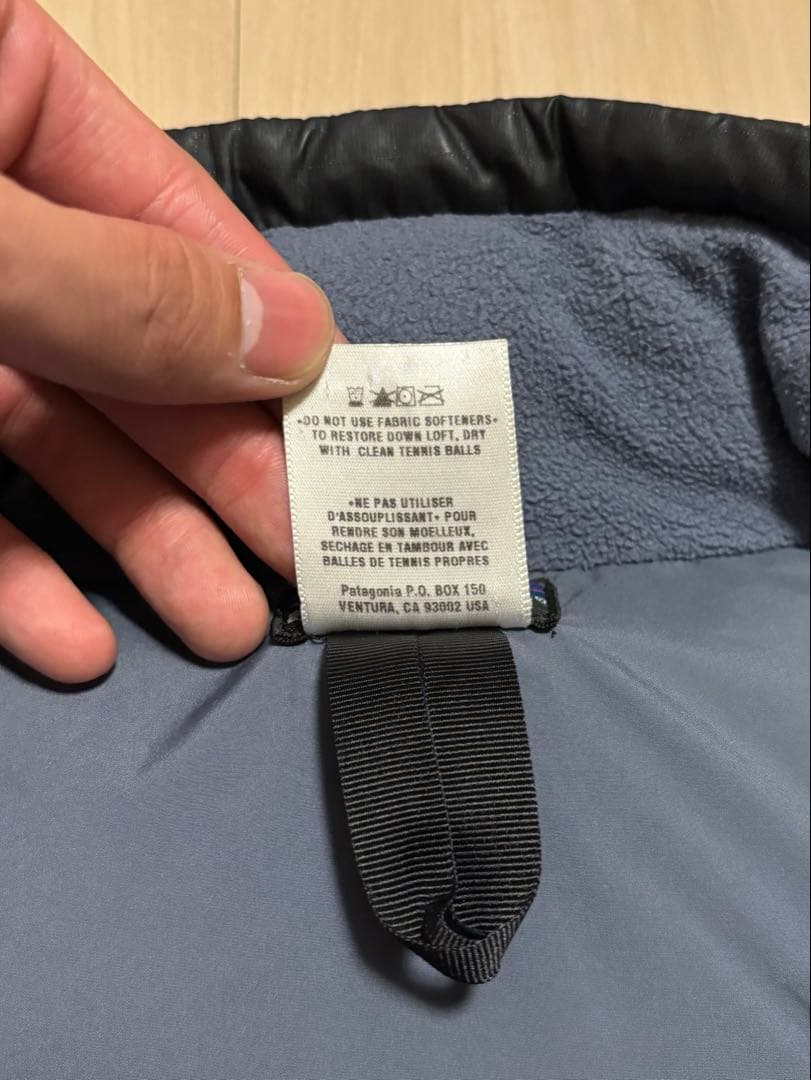 •DO NOT USE FABRIC SOFTENERS•
TO RESTORE DOWN LOFT, DRY
WITH CLEAN TENNIS BALLS
•NE PAS UTILISER
D'ASSOUPLISSANT• POUR
RENDRE SON MOELLEUX,
SECHAGE EN TAMBOUR AVEC
BALLES DE TENNIS PROPRES
Patagonia P.O. BOX 150
VENTURA, CA 93002 USA